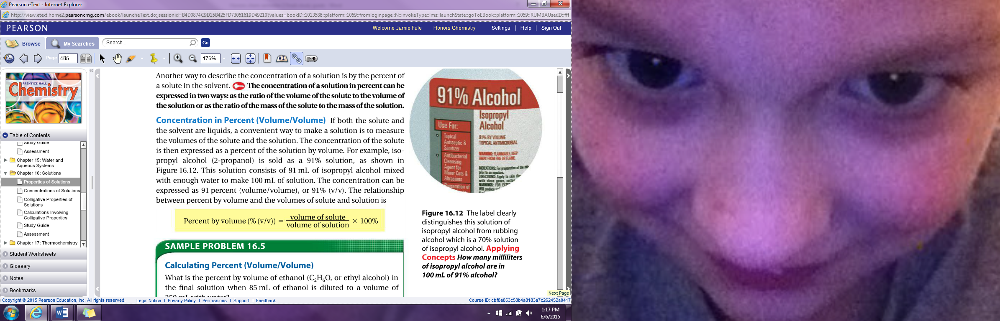 Pearson eText - Internet Explorer
http://view.etext.home2.pearsoncmg.com/ebook/launcheText.do;jsessionid=B4D0874C9D15B425FD73051619D49210?values=bookID::1013588::platform::1059::fromloginpage::N::invokeType::lms::launchState::goToEBook::platform::1059::RUMBAUserID::fff
PEARSON
Welcome Jamie Fule Honors Chemistry Settings | Help | Sign Out
Browse My Searches Search... Go
Page 485 176%
PRENTICE HALL
Chemistry
Table of Contents
Study Guide
Assessment
Chapter 15: Water and
Aqueous Systems
Chapter 16: Solutions
Properties of Solutions
Concentrations of Solutions
Colligative Properties of
Solutions
Calculations Involving
Colligative Properties
Study Guide
Assessment
Chapter 17: Thermochemistry
Student Worksheets
Glossary
Notes
Bookmarks
Another way to describe the concentration of a solution is by the percent of
a solute in the solvent. The concentration of a solution in percent can be
expressed in two ways: as the ratio of the volume of the solute to the volume of
the solution or as the ratio of the mass of the solute to the mass of the solution.
Concentration in Percent (Volume/Volume) If both the solute and
the solvent are liquids, a convenient way to make a solution is to measure
the volumes of the solute and the solution. The concentration of the solute
is then expressed as a percent of the solution by volume. For example, iso-
propyl alcohol (2-propanol) is sold as a 91% solution, as shown in
Figure 16.12. This solution consists of 91 mL of isopropyl alcohol mixed
with enough water to make 100 mL of solution. The concentration can be
expressed as 91 percent (volume/volume), or 91% (v/v). The relationship
between percent by volume and the volumes of solute and solution is
Percent by volume (% (v/v)) = volume of solute / volume of solution × 100%
SAMPLE PROBLEM 16.5
Calculating Percent (Volume/Volume)
What is the percent by volume of ethanol (C₂H₆O, or ethyl alcohol) in
the final solution when 85 mL of ethanol is diluted to a volume of
250 mL with water?
91% Alcohol
Isopropyl
Alcohol
91% BY VOLUME
TOPICAL ANTIMICROBIAL
WARNING: FLAMMABLE, KEEP
AWAY FROM FIRE OR FLAME.
INDICATIONS: For preparation of the skin
prior to an injection.
DIRECTIONS: Apply to skin
with clean gauze,
WARNINGS: FOR
Will produce
Use For:
Topical
Antiseptic &
Sanitizer
Antibacterial
Cleansing
Agent for
Minor Cuts &
Abrasions
Preparation of
Figure 16.12 The label clearly
distinguishes this solution of
isopropyl alcohol from rubbing
alcohol which is a 70% solution
of isopropyl alcohol. Applying
Concepts How many milliliters
of isopropyl alcohol are in
100 mL of 91% alcohol?
Next Page
Copyright © 2015 Pearson Education, Inc. All rights reserved. Legal Notice | Privacy Policy | Permissions | Support | Feedback Course ID: cbf8a853c58b4a8183a7c262452a0417
1:17 PM
6/6/2015